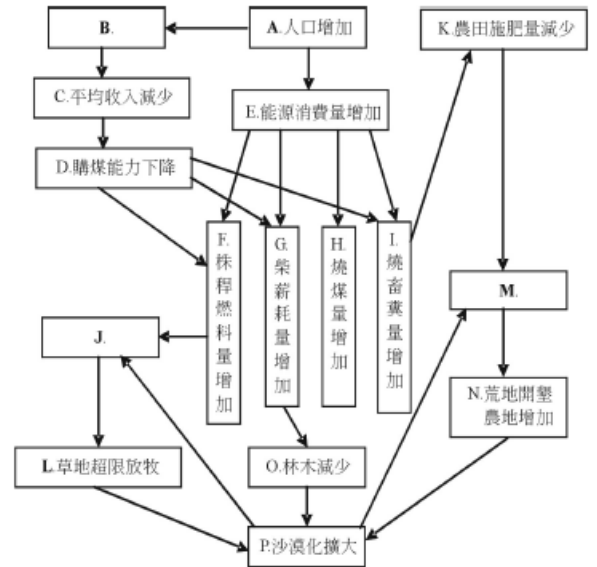 B.
A.人口增加
K.農田施肥量減少
C.平均收入減少
E.能源消費量增加
D.購煤能力下降
F.株稈燃料量增加
G.柴薪耗量增加
H.燒煤量增加
I.燒畜糞量增加
M.
J.
N.荒地開墾
農地增加
L.草地超限放牧
O.林木減少
P.沙漠化擴大